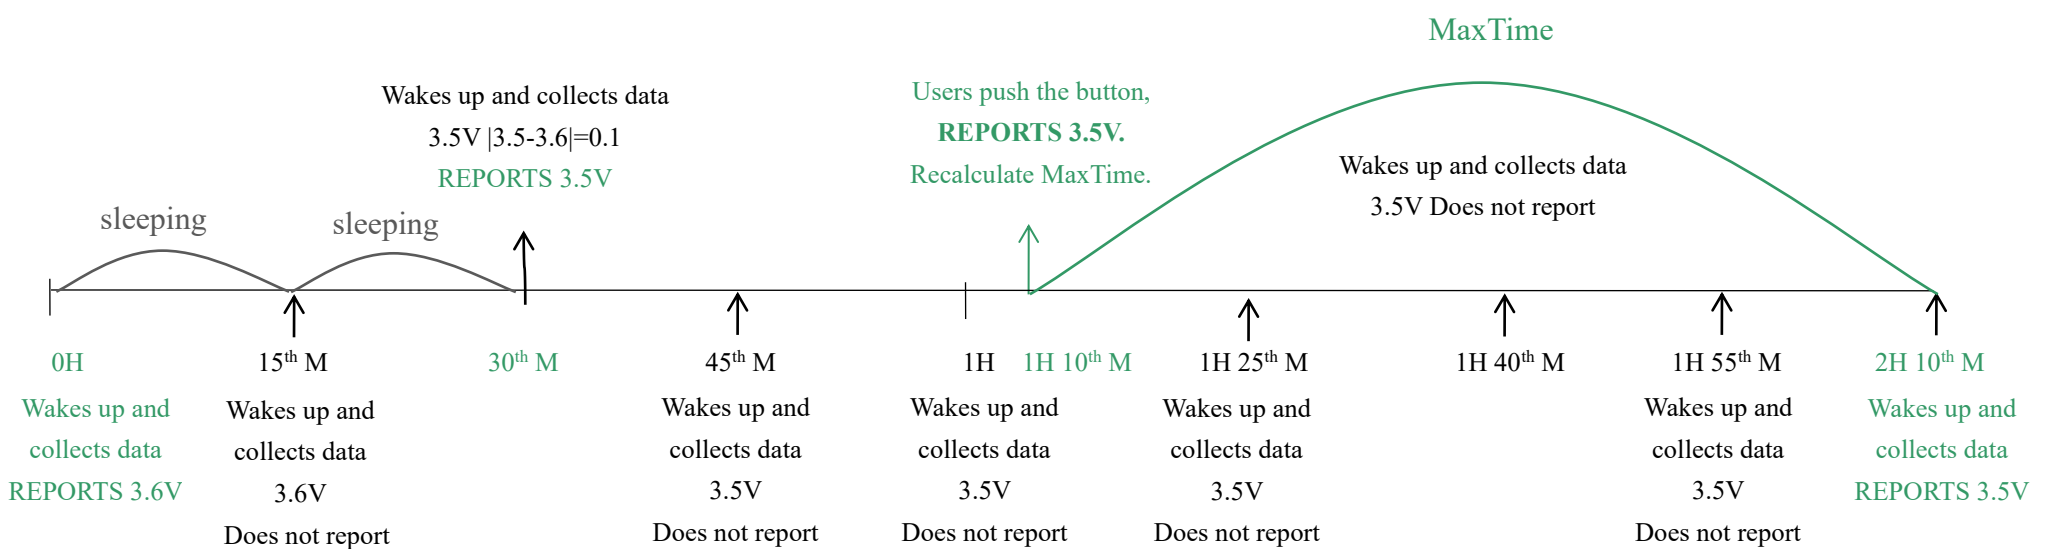 MaxTime
Wakes up and collects data
3.5V |3.5-3.6|=0.1
REPORTS 3.5V
Users push the button,
REPORTS 3.5V.
Recalculate MaxTime.
Wakes up and collects data
3.5V Does not report
sleeping
sleeping
0H
Wakes up and
collects data
REPORTS 3.6V
15th M
Wakes up and
collects data
3.6V
Does not report
30th M
45th M
Wakes up and
collects data
3.5V
Does not report
1H
Wakes up and
collects data
3.5V
Does not report
1H 10th M
1H 25th M
Wakes up and
collects data
3.5V
Does not report
1H 40th M
1H 55th M
Wakes up and
collects data
3.5V
Does not report
2H 10th M
Wakes up and
collects data
REPORTS 3.5V